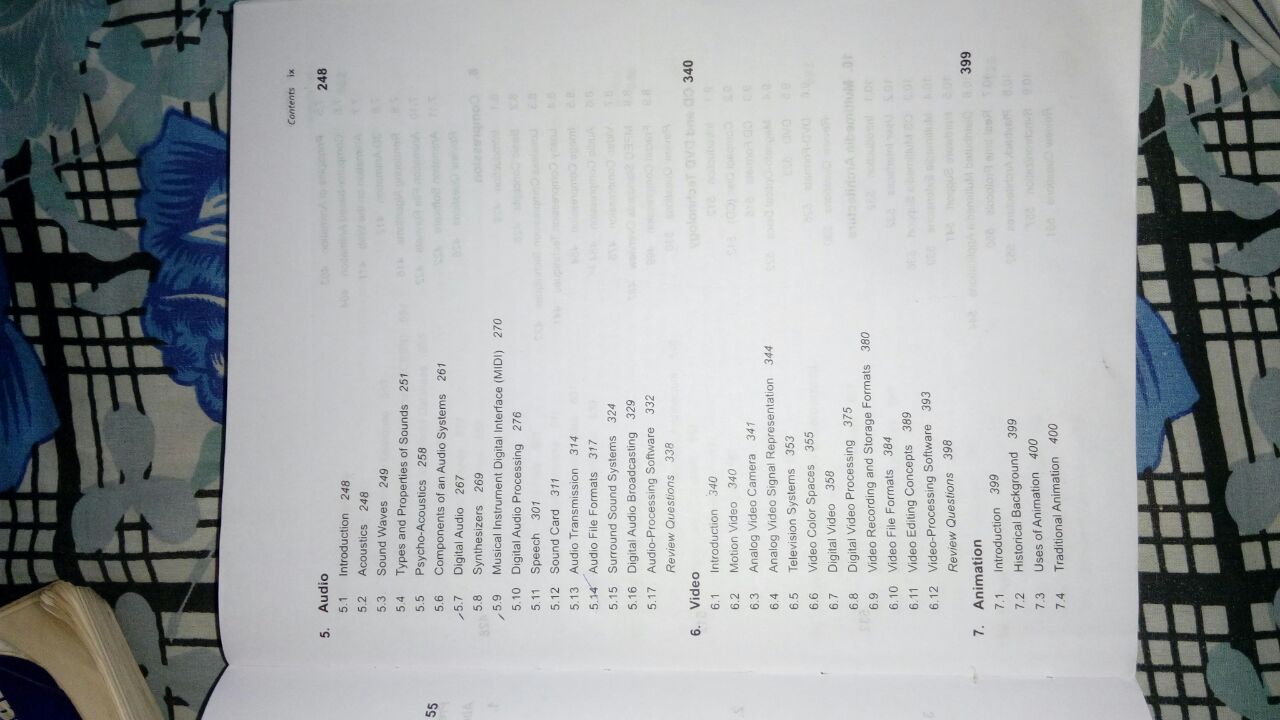 Contents ix
5. Audio 248
5.1 Introduction 248
5.2 Acoustics 248
5.3 Sound Waves 249
5.4 Types and Properties of Sounds 251
5.5 Psycho-Acoustics 258
5.6 Components of an Audio Systems 261
5.7 Digital Audio 267
5.8 Synthesizers 269
5.9 Musical Instrument Digital Interface (MIDI) 270
5.10 Digital Audio Processing 276
5.11 Speech 301
5.12 Sound Card 311
5.13 Audio Transmission 314
5.14 Audio File Formats 317
5.15 Surround Sound Systems 324
5.16 Digital Audio Broadcasting 329
5.17 Audio-Processing Software 332
Review Questions 338
6. Video 340
6.1 Introduction 340
6.2 Motion Video 340
6.3 Analog Video Camera 341
6.4 Analog Video Signal Representation 344
6.5 Television Systems 353
6.6 Video Color Spaces 355
6.7 Digital Video 358
6.8 Digital Video Processing 375
6.9 Video Recording and Storage Formats 380
6.10 Video File Formats 384
6.11 Video Editing Concepts 389
6.12 Video-Processing Software 393
Review Questions 398
7. Animation 399
7.1 Introduction 399
7.2 Historical Background 399
7.3 Uses of Animation 400
7.4 Traditional Animation 400
55